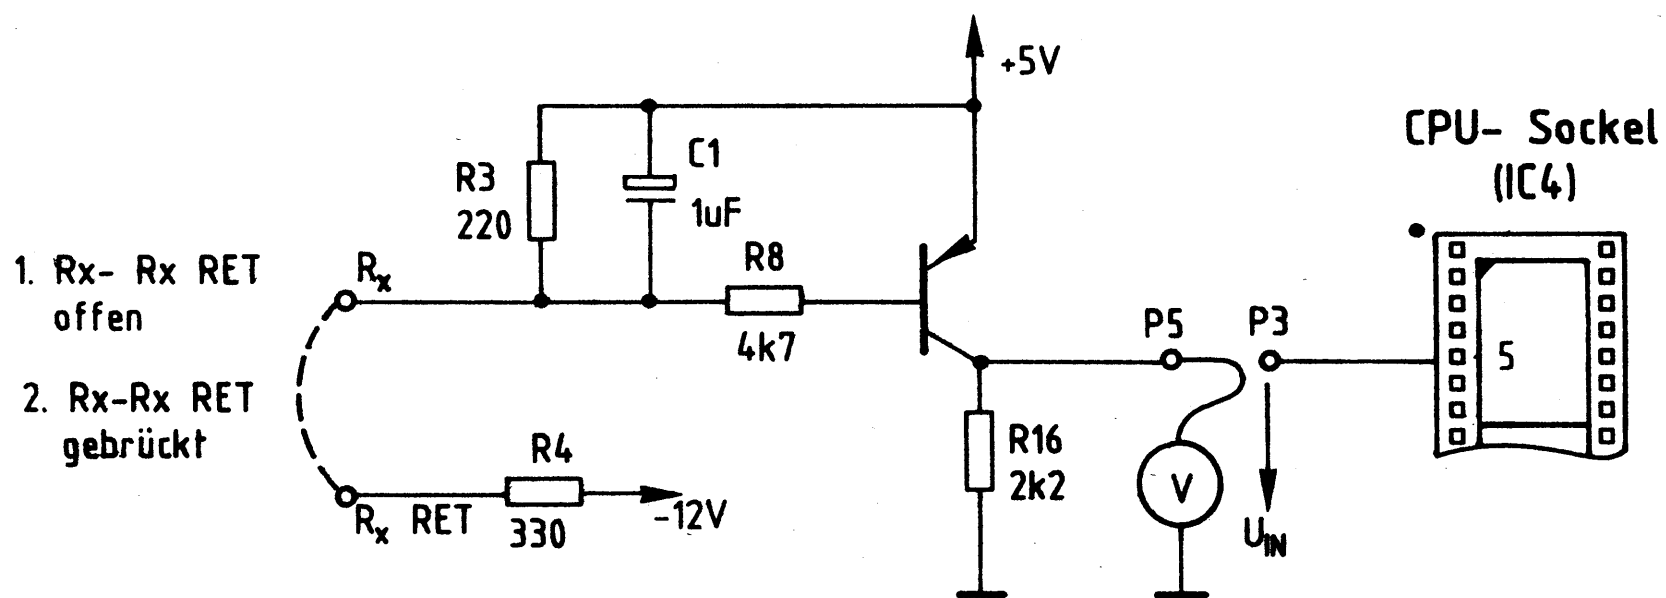 +5V
CPU- Sockel
(IC4)
R3
220
C1
1uF
1. Rx- Rx RET
offen
Rx
R8
4k7
P5
P3
5
2. Rx-Rx RET
gebrückt
R4
330
Rx RET
-12V
R16
2k2
V
UIN